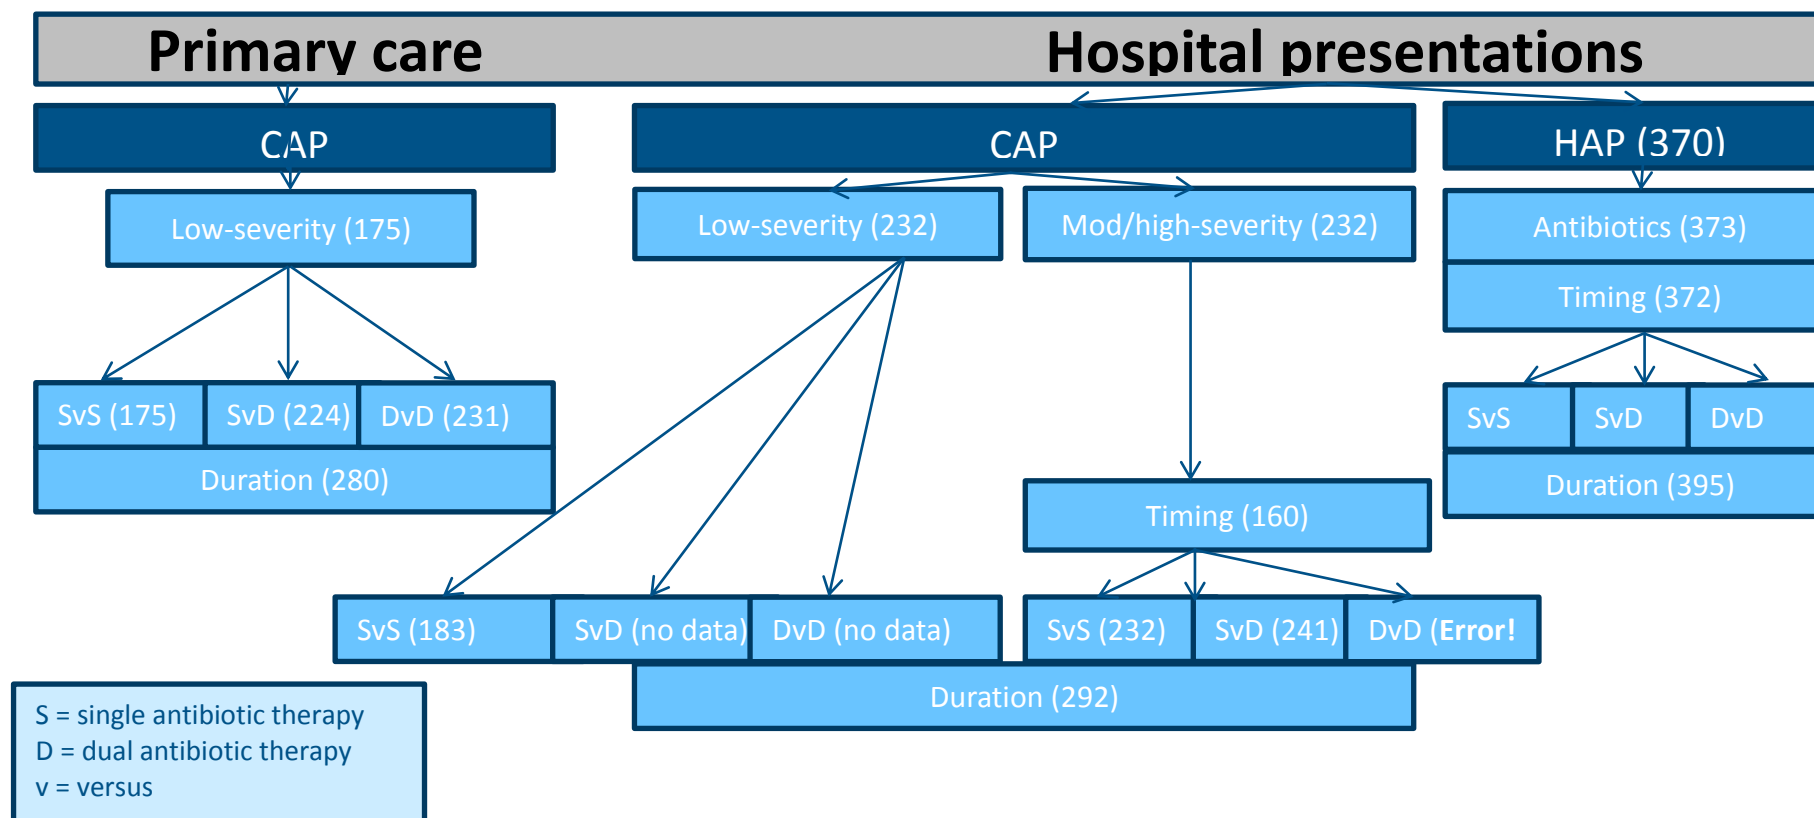 Primary care
Hospital presentations
CAP
CAP
HAP (370)
Low-severity (175)
Low-severity (232)
Mod/high-severity (232)
Antibiotics (373)
Timing (372)
SvS (175)
SvD (224)
DvD (231)
SvS
SvD
DvD
Duration (280)
Duration (395)
Timing (160)
SvS (183)
SvD (no data)
DvD (no data)
SvS (232)
SvD (241)
DvD (Error!
Duration (292)
S = single antibiotic therapy
D = dual antibiotic therapy
v = versus